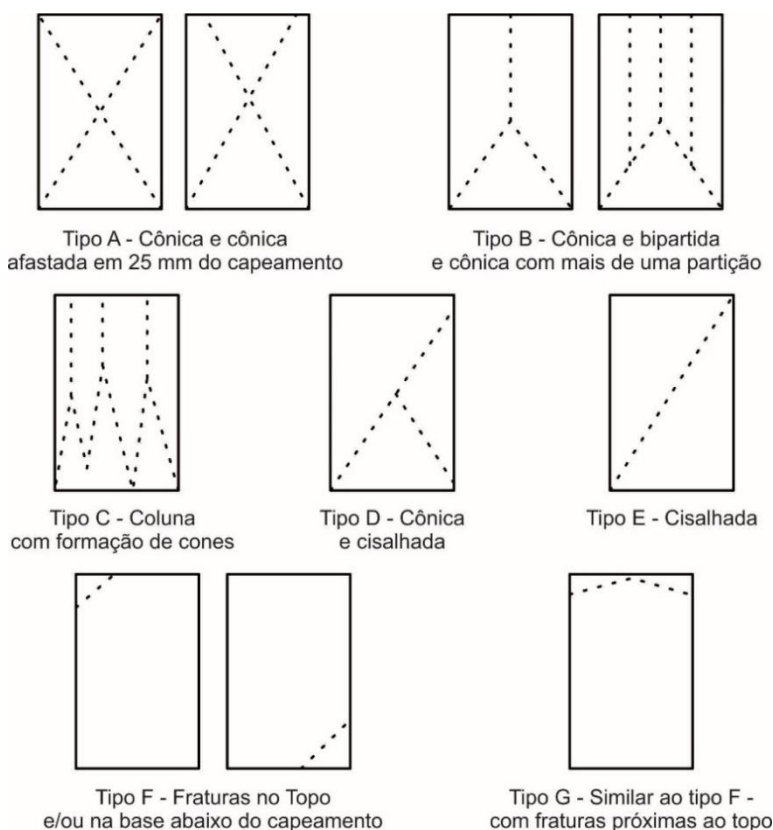 Tipo A - Cônica e cônica
afastada em 25 mm do capeamento
Tipo B - Cônica e bipartida
e cônica com mais de uma partição
Tipo C - Coluna
com formação de cones
Tipo D - Cônica
e cisalhada
Tipo E - Cisalhada
Tipo F - Fraturas no Topo
e/ou na base abaixo do capeamento
Tipo G - Similar ao tipo F -
com fraturas próximas ao topo